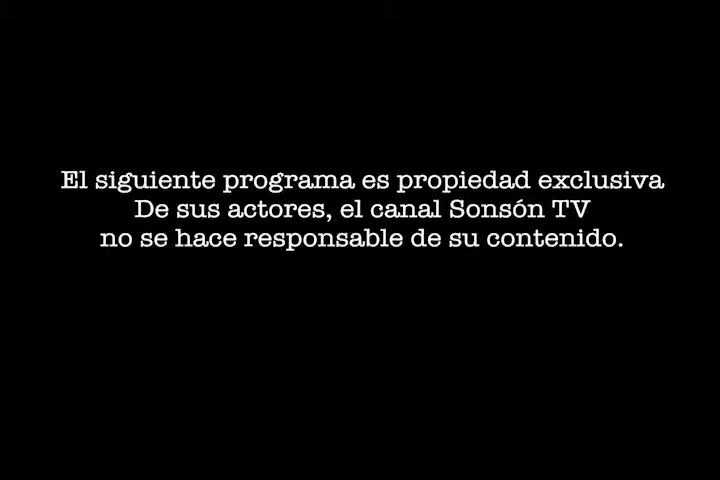 El siguiente programa es propiedad exclusiva
De sus actores, el canal Sonsón TV
no se hace responsable de su contenido.